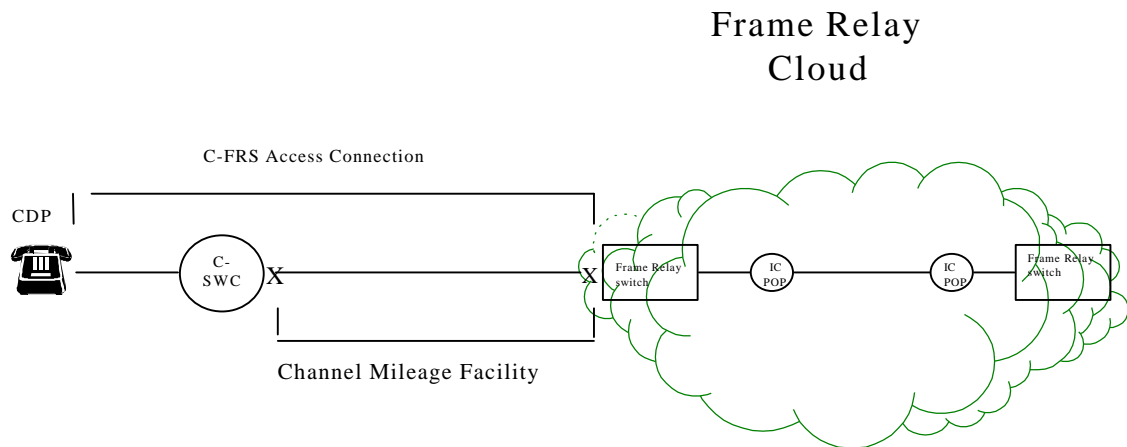 Frame Relay
Cloud
C-FRS Access Connection
CDP
C-
SWC
X
X
Frame Relay
switch
IC
POP
IC
POP
Frame Relay
switch
Channel Mileage Facility